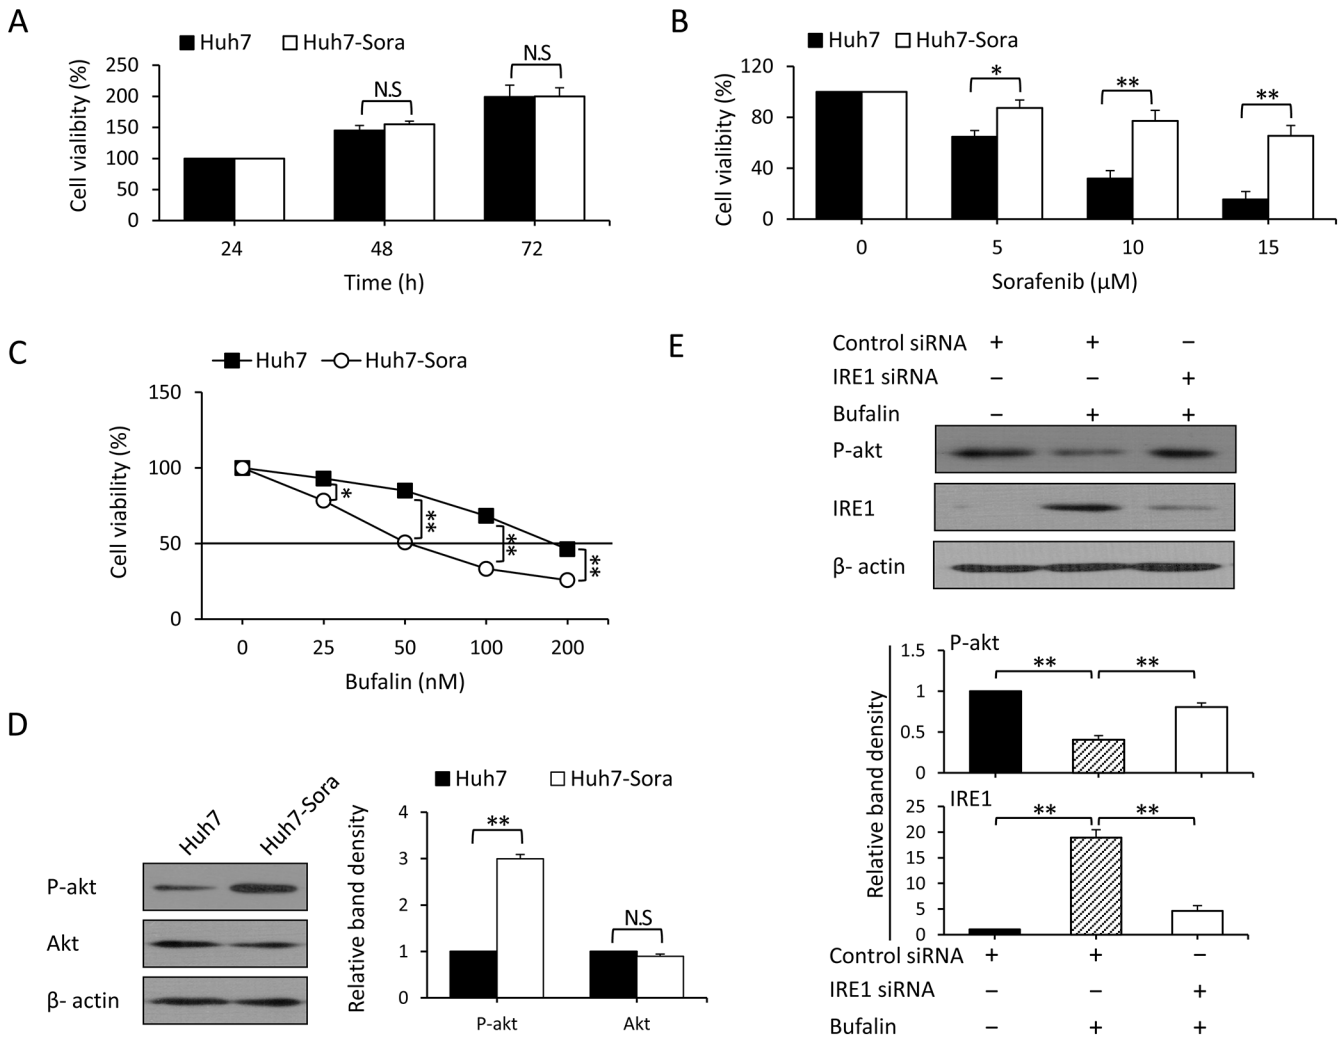 A
Huh7 Huh7-Sora
Cell vialibity (%)
250
200
150
100
50
0
N.S
N.S
24 48 72
Time (h)
B
Huh7 Huh7-Sora
Cell vialibity (%)
120
80
40
0
* ** **
0 5 10 15
Sorafenib (μM)
C
Huh7 Huh7-Sora
Cell viability (%)
150
100
50
0
* ** ** **
0 25 50 100 200
Bufalin (nM)
D
Huh7 Huh7-Sora
P-akt
Akt
β- actin
Huh7 Huh7-Sora
Relative band density
4
3
2
1
0
**
N.S
P-akt Akt
E
Control siRNA + + −
IRE1 siRNA − − +
Bufalin − + +
P-akt
IRE1
β- actin
Relative band density
P-akt
1.5
1
0.5
0
** **
IRE1
25
20
15
10
5
0
** **
Control siRNA + + −
IRE1 siRNA − − +
Bufalin − + +